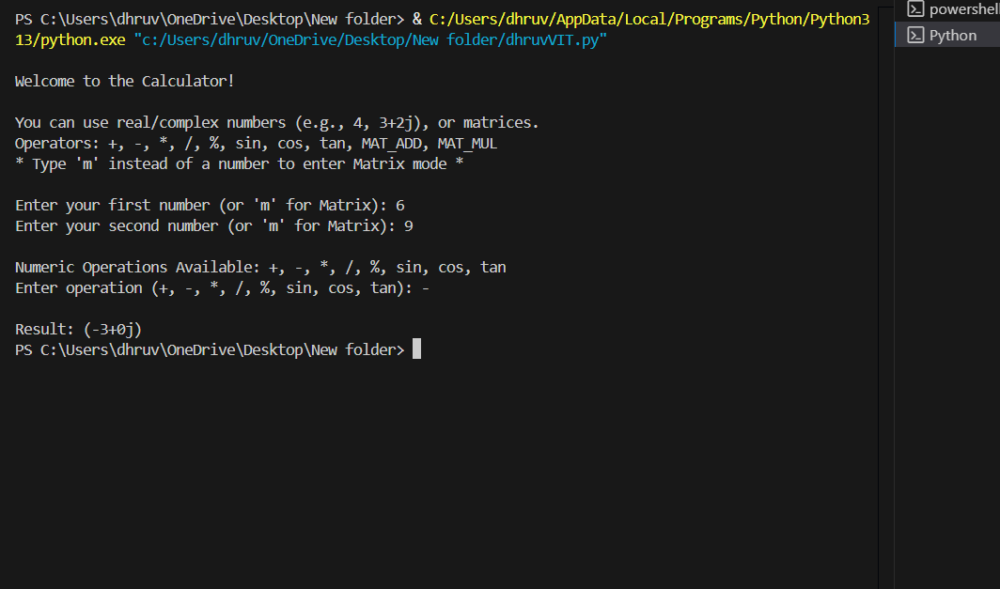 PS C:\Users\dhruv\OneDrive\Desktop\New folder> & C:/Users/dhruv/AppData/Local/Programs/Python/Python3
13/python.exe "c:/Users/dhruv/OneDrive/Desktop/New folder/dhruvVIT.py"
Welcome to the Calculator!
You can use real/complex numbers (e.g., 4, 3+2j), or matrices.
Operators: +, -, *, /, %, sin, cos, tan, MAT_ADD, MAT_MUL
* Type 'm' instead of a number to enter Matrix mode *
Enter your first number (or 'm' for Matrix): 6
Enter your second number (or 'm' for Matrix): 9
Numeric Operations Available: +, -, *, /, %, sin, cos, tan
Enter operation (+, -, *, /, %, sin, cos, tan): -
Result: (-3+0j)
PS C:\Users\dhruv\OneDrive\Desktop\New folder>
powershell
Python